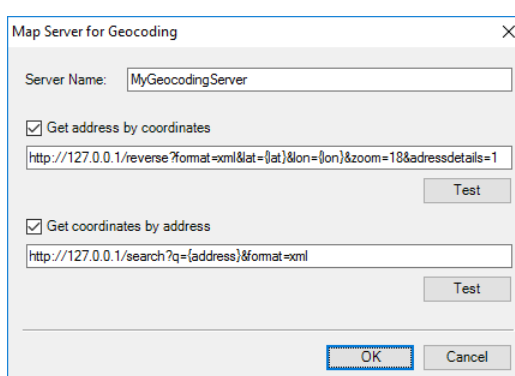 Map Server for Geocoding
Server Name: MyGeocodingServer
Get address by coordinates
http://127.0.0.1/reverse?format=xml&lat={lat}&lon={lon}&zoom=18&adressdetails=1
Test
Get coordinates by address
http://127.0.0.1/search?q={address}&format=xml
Test
OK Cancel